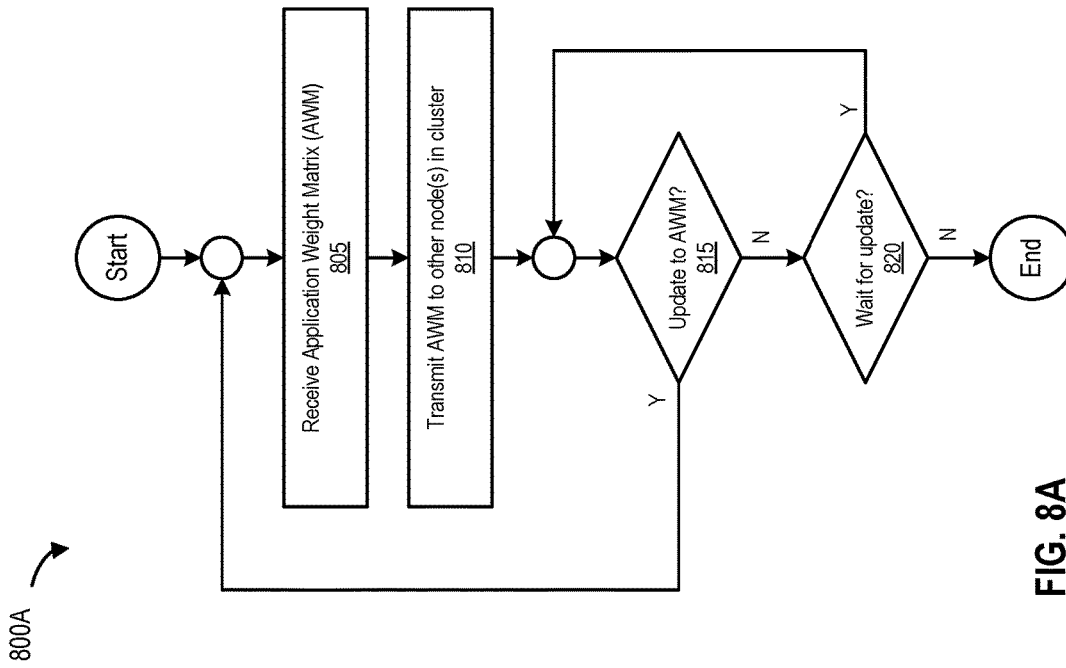 800A
Start
Receive Application Weight Matrix (AWM)
805
Transmit AWM to other node(s) in cluster
810
Update to AWM?
815
Y
N
Wait for update?
820
Y
N
End
FIG. 8A